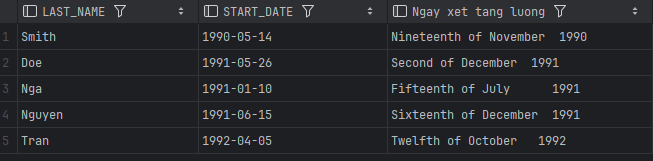 LAST_NAME START_DATE Ngay xet tang luong
1 Smith 1990-05-14 Nineteenth of November  1990
2 Doe 1991-05-26 Second of December  1991
3 Nga 1991-01-10 Fifteenth of July      1991
4 Nguyen 1991-06-15 Sixteenth of December  1991
5 Tran 1992-04-05 Twelfth of October   1992